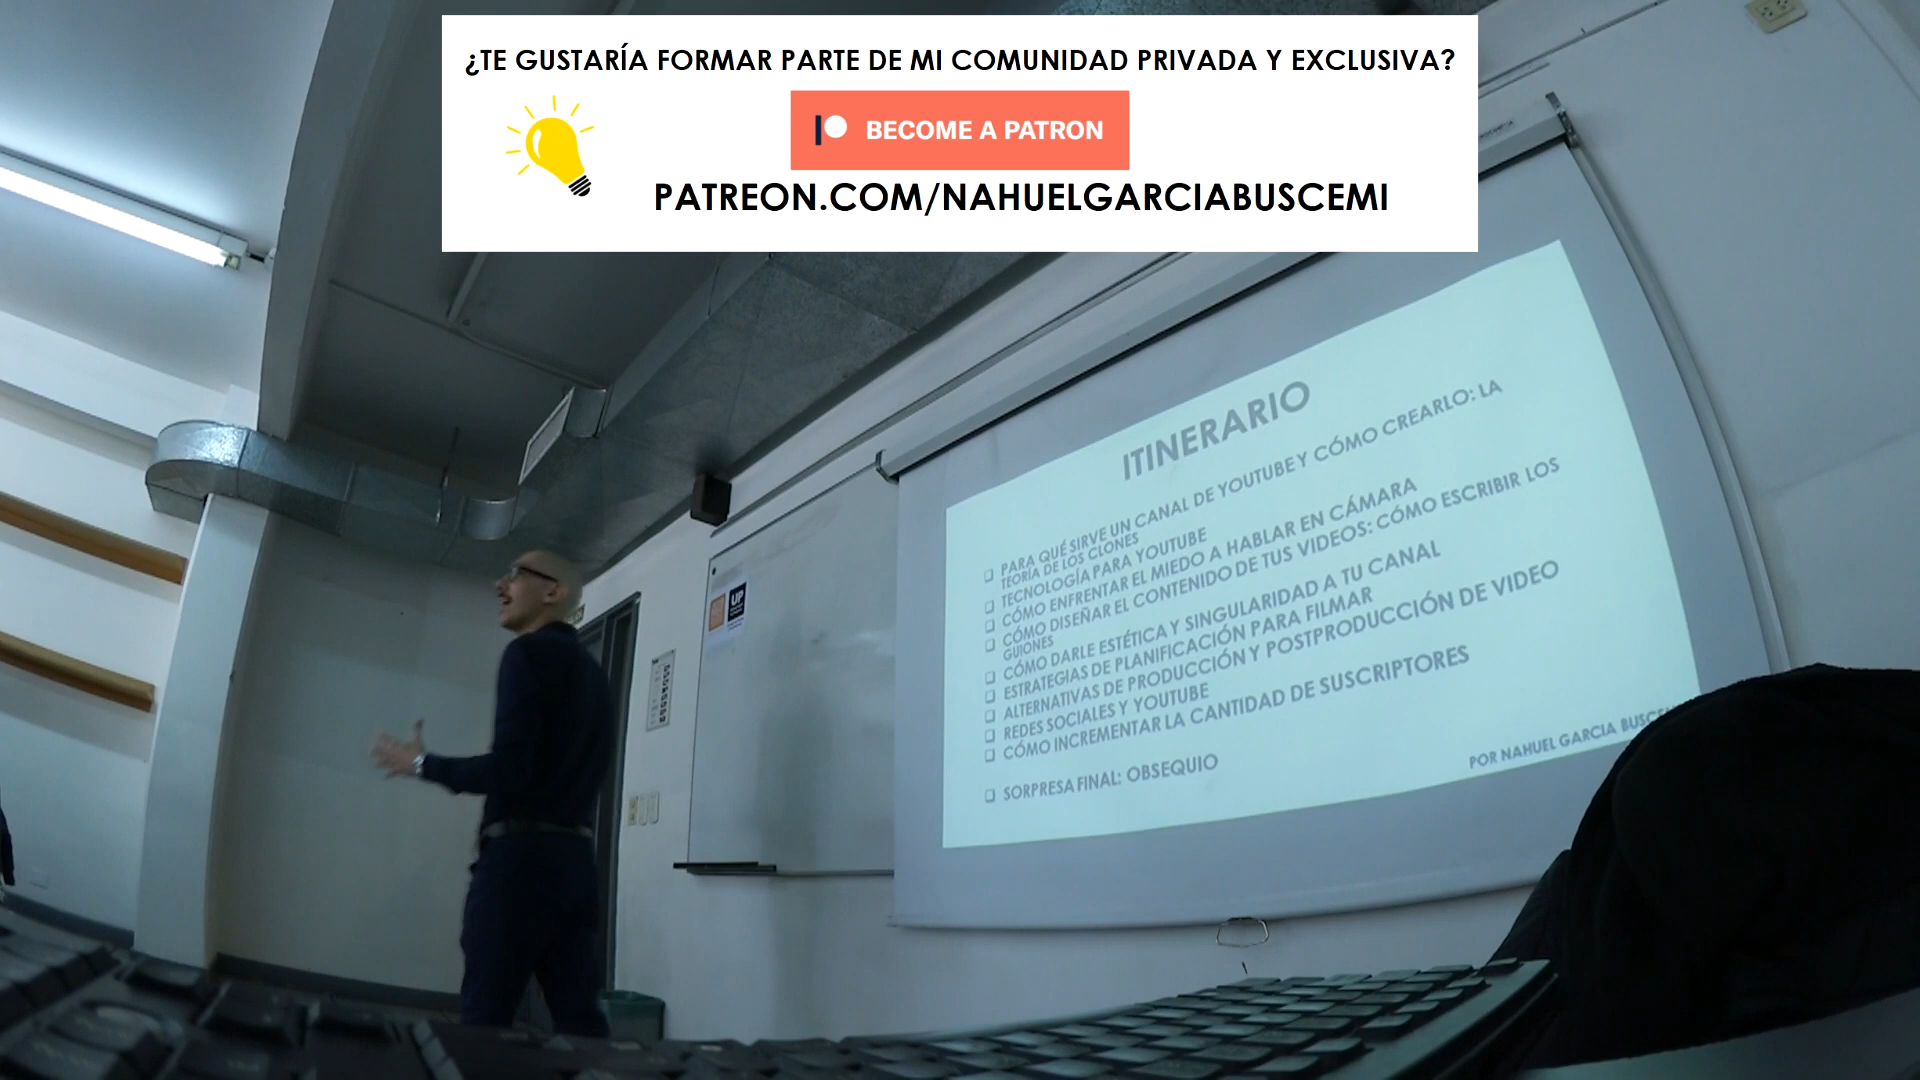 ¿TE GUSTARÍA FORMAR PARTE DE MI COMUNIDAD PRIVADA Y EXCLUSIVA?
BECOME A PATRON
PATREON.COM/NAHUELGARCIABUSCEMI
ITINERARIO
PARA QUÉ SIRVE UN CANAL DE YOUTUBE Y CÓMO CREARLO: LA
TEORÍA DE LOS CLONES
TECNOLOGÍA PARA YOUTUBE
CÓMO ENFRENTAR EL MIEDO A HABLAR EN CÁMARA
CÓMO DISEÑAR EL CONTENIDO DE TUS VIDEOS: CÓMO ESCRIBIR LOS
GUIONES
CÓMO DARLE ESTÉTICA Y SINGULARIDAD A TU CANAL
ESTRATEGIAS DE PLANIFICACIÓN PARA FILMAR
ALTERNATIVAS DE PRODUCCIÓN Y POSTPRODUCCIÓN DE VIDEO
REDES SOCIALES Y YOUTUBE
CÓMO INCREMENTAR LA CANTIDAD DE SUSCRIPTORES
SORPRESA FINAL: OBSEQUIO
POR NAHUEL GARCIA
UP